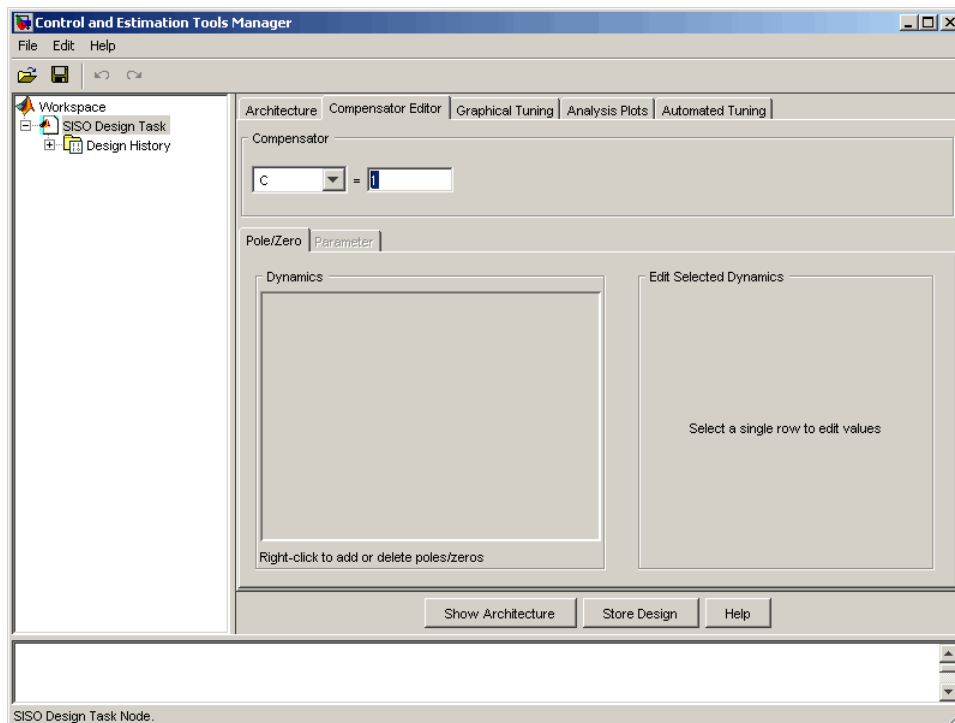 Control and Estimation Tools Manager
File Edit Help
Workspace
SISO Design Task
Design History
Architecture Compensator Editor Graphical Tuning Analysis Plots Automated Tuning
Compensator
C = 1
Pole/Zero Parameter
Dynamics
Edit Selected Dynamics
Select a single row to edit values
Right-click to add or delete poles/zeros
Show Architecture Store Design Help
SISO Design Task Node.